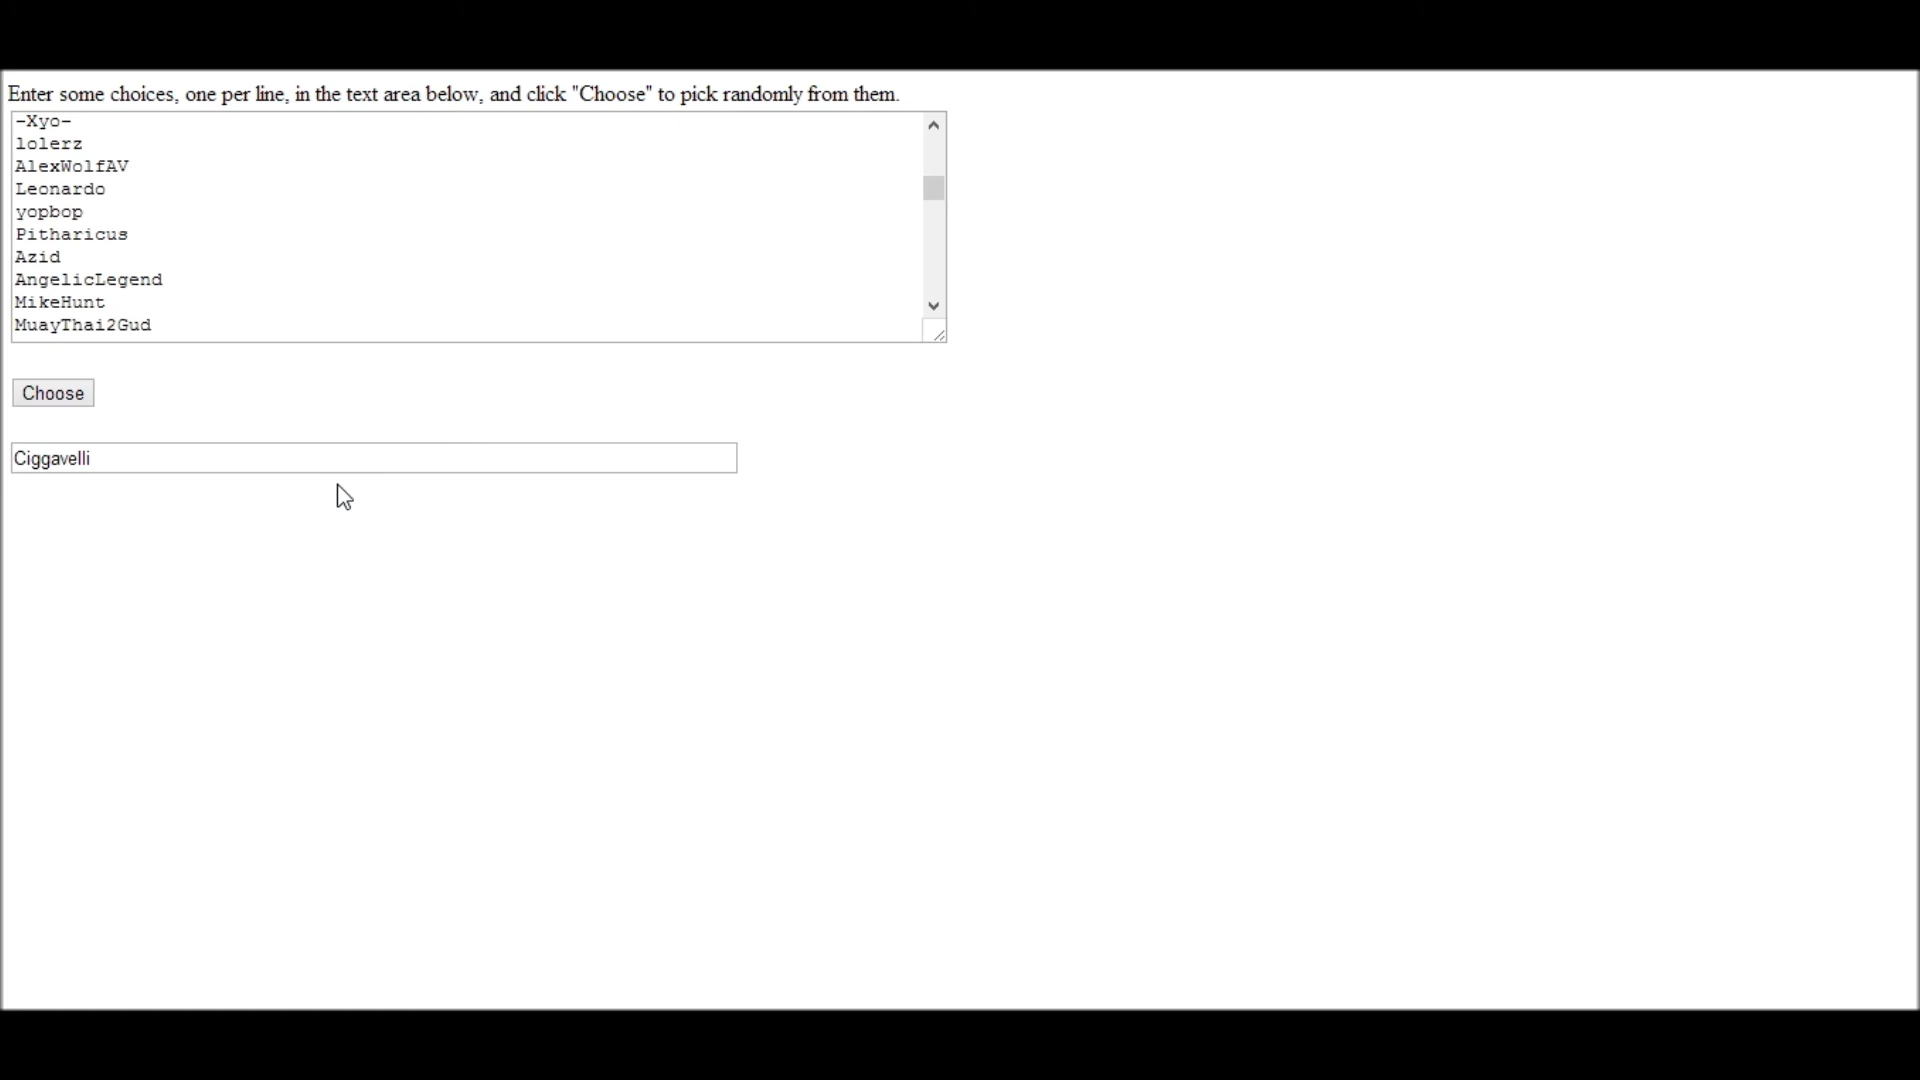 Enter some choices, one per line, in the text area below, and click "Choose" to pick randomly from them.
-Xyo-
lolerz
AlexWolfAV
Leonardo
yopbop
Pitharicus
Azid
AngelicLegend
MikeHunt
MuayThai2Gud
Choose
Ciggavelli